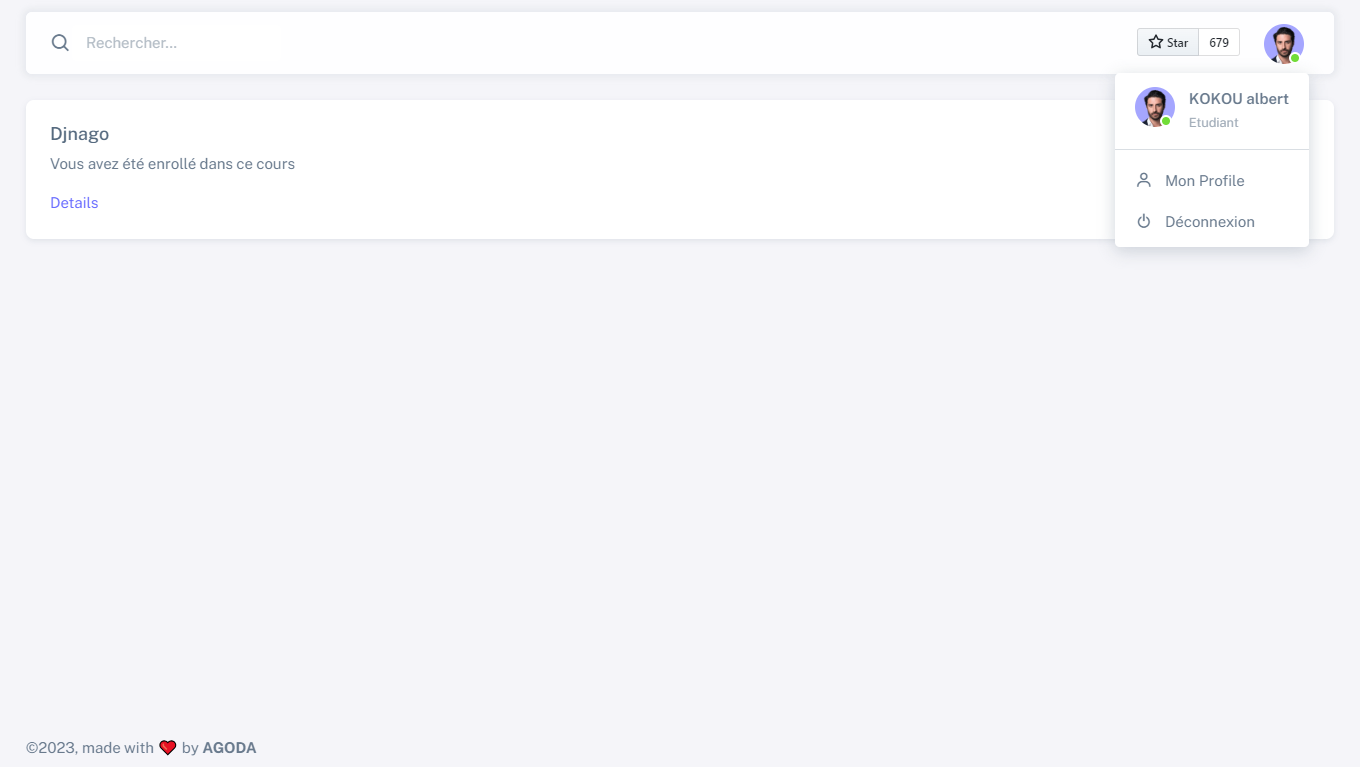 Rechercher...
Star
679
KOKOU albert
Etudiant
Mon Profile
Déconnexion
Djnago
Vous avez été enrollé dans ce cours
Details
©2023, made with ❤️ by AGODA